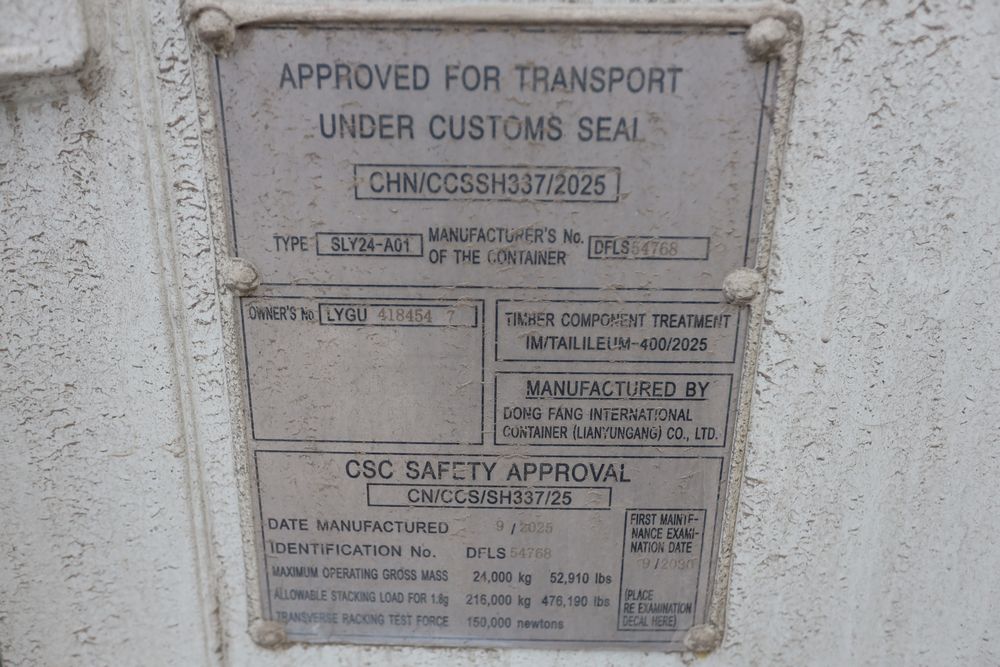 APPROVED FOR TRANSPORT
UNDER CUSTOMS SEAL
CHN/CCSSH337/2025
TYPE SLY24-A01 MANUFACTURER'S No.
OF THE CONTAINER DFLS 54768
OWNER'S No. LYGU 418454 7
TIMBER COMPONENT TREATMENT
IM/TAILILEUM-400/2025
MANUFACTURED BY
DONG FANG INTERNATIONAL
CONTAINER (LIANYUNGANG) CO., LTD.
CSC SAFETY APPROVAL
CN/CCS/SH337/25
DATE MANUFACTURED 9 / 2025
IDENTIFICATION No. DFLS 54768
MAXIMUM OPERATING GROSS MASS 24,000 kg 52,910 lbs
ALLOWABLE STACKING LOAD FOR 1.8g 216,000 kg 476,190 lbs
TRANSVERSE RACKING TEST FORCE 150,000 newtons
FIRST MAINTE-
NANCE EXAMI-
NATION DATE
9/2030
(PLACE
RE EXAMINATION
DECAL HERE)